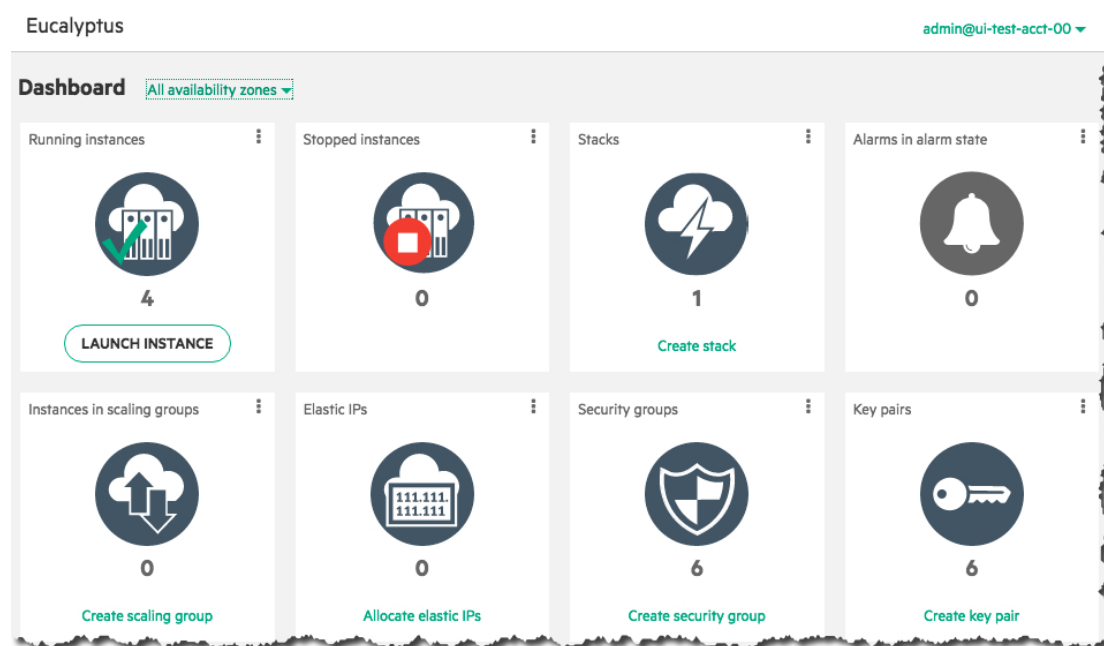 Eucalyptus
admin@ui-test-acct-00
Dashboard All availability zones
Running instances
4
LAUNCH INSTANCE
Stopped instances
0
Stacks
1
Create stack
Alarms in alarm state
0
Instances in scaling groups
0
Create scaling group
Elastic IPs
111.111.
111.111
0
Allocate elastic IPs
Security groups
6
Create security group
Key pairs
6
Create key pair